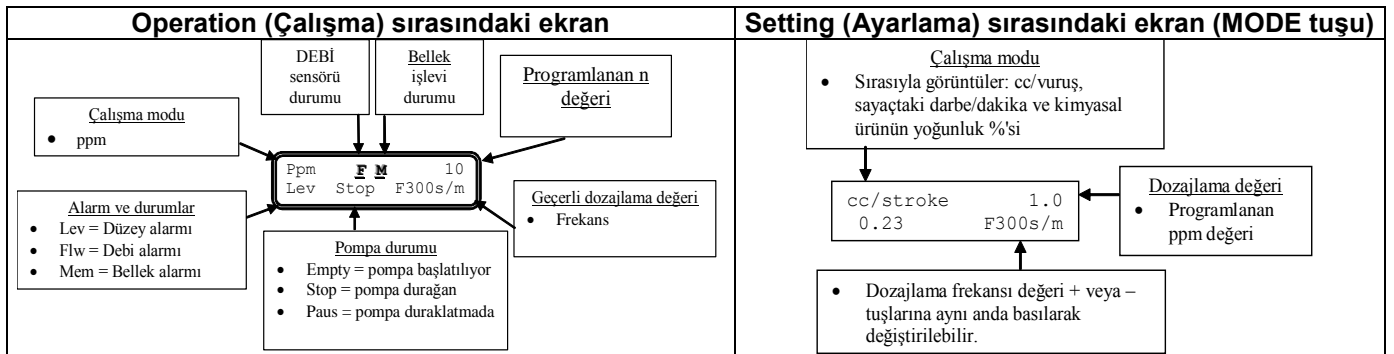 Operation (Çalışma) sırasındaki ekran
DEBİ
sensörü
durumu
Bellek
işlevi
durumu
Programlanan n
değeri
Çalışma modu
• ppm
Ppm F M 10
Lev Stop F300s/m
Alarm ve durumlar
• Lev = Düzey alarmı
• Flw = Debi alarmı
• Mem = Bellek alarmı
Pompa durumu
• Empty = pompa başlatılıyor
• Stop = pompa durağan
• Paus = pompa duraklatmada
Geçerli dozajlama değeri
• Frekans
Setting (Ayarlama) sırasındaki ekran (MODE tuşu)
Çalışma modu
• Sırasıyla görüntüler: cc/vuruş,
sayaçtaki darbe/dakika ve kimyasal
ürünün yoğunluk %'si
cc/stroke 1.0
0.23 F300s/m
Dozajlama değeri
• Programlanan
ppm değeri
• Dozajlama frekansı değeri + veya –
tuşlarına aynı anda basılarak
değiştirilebilir.